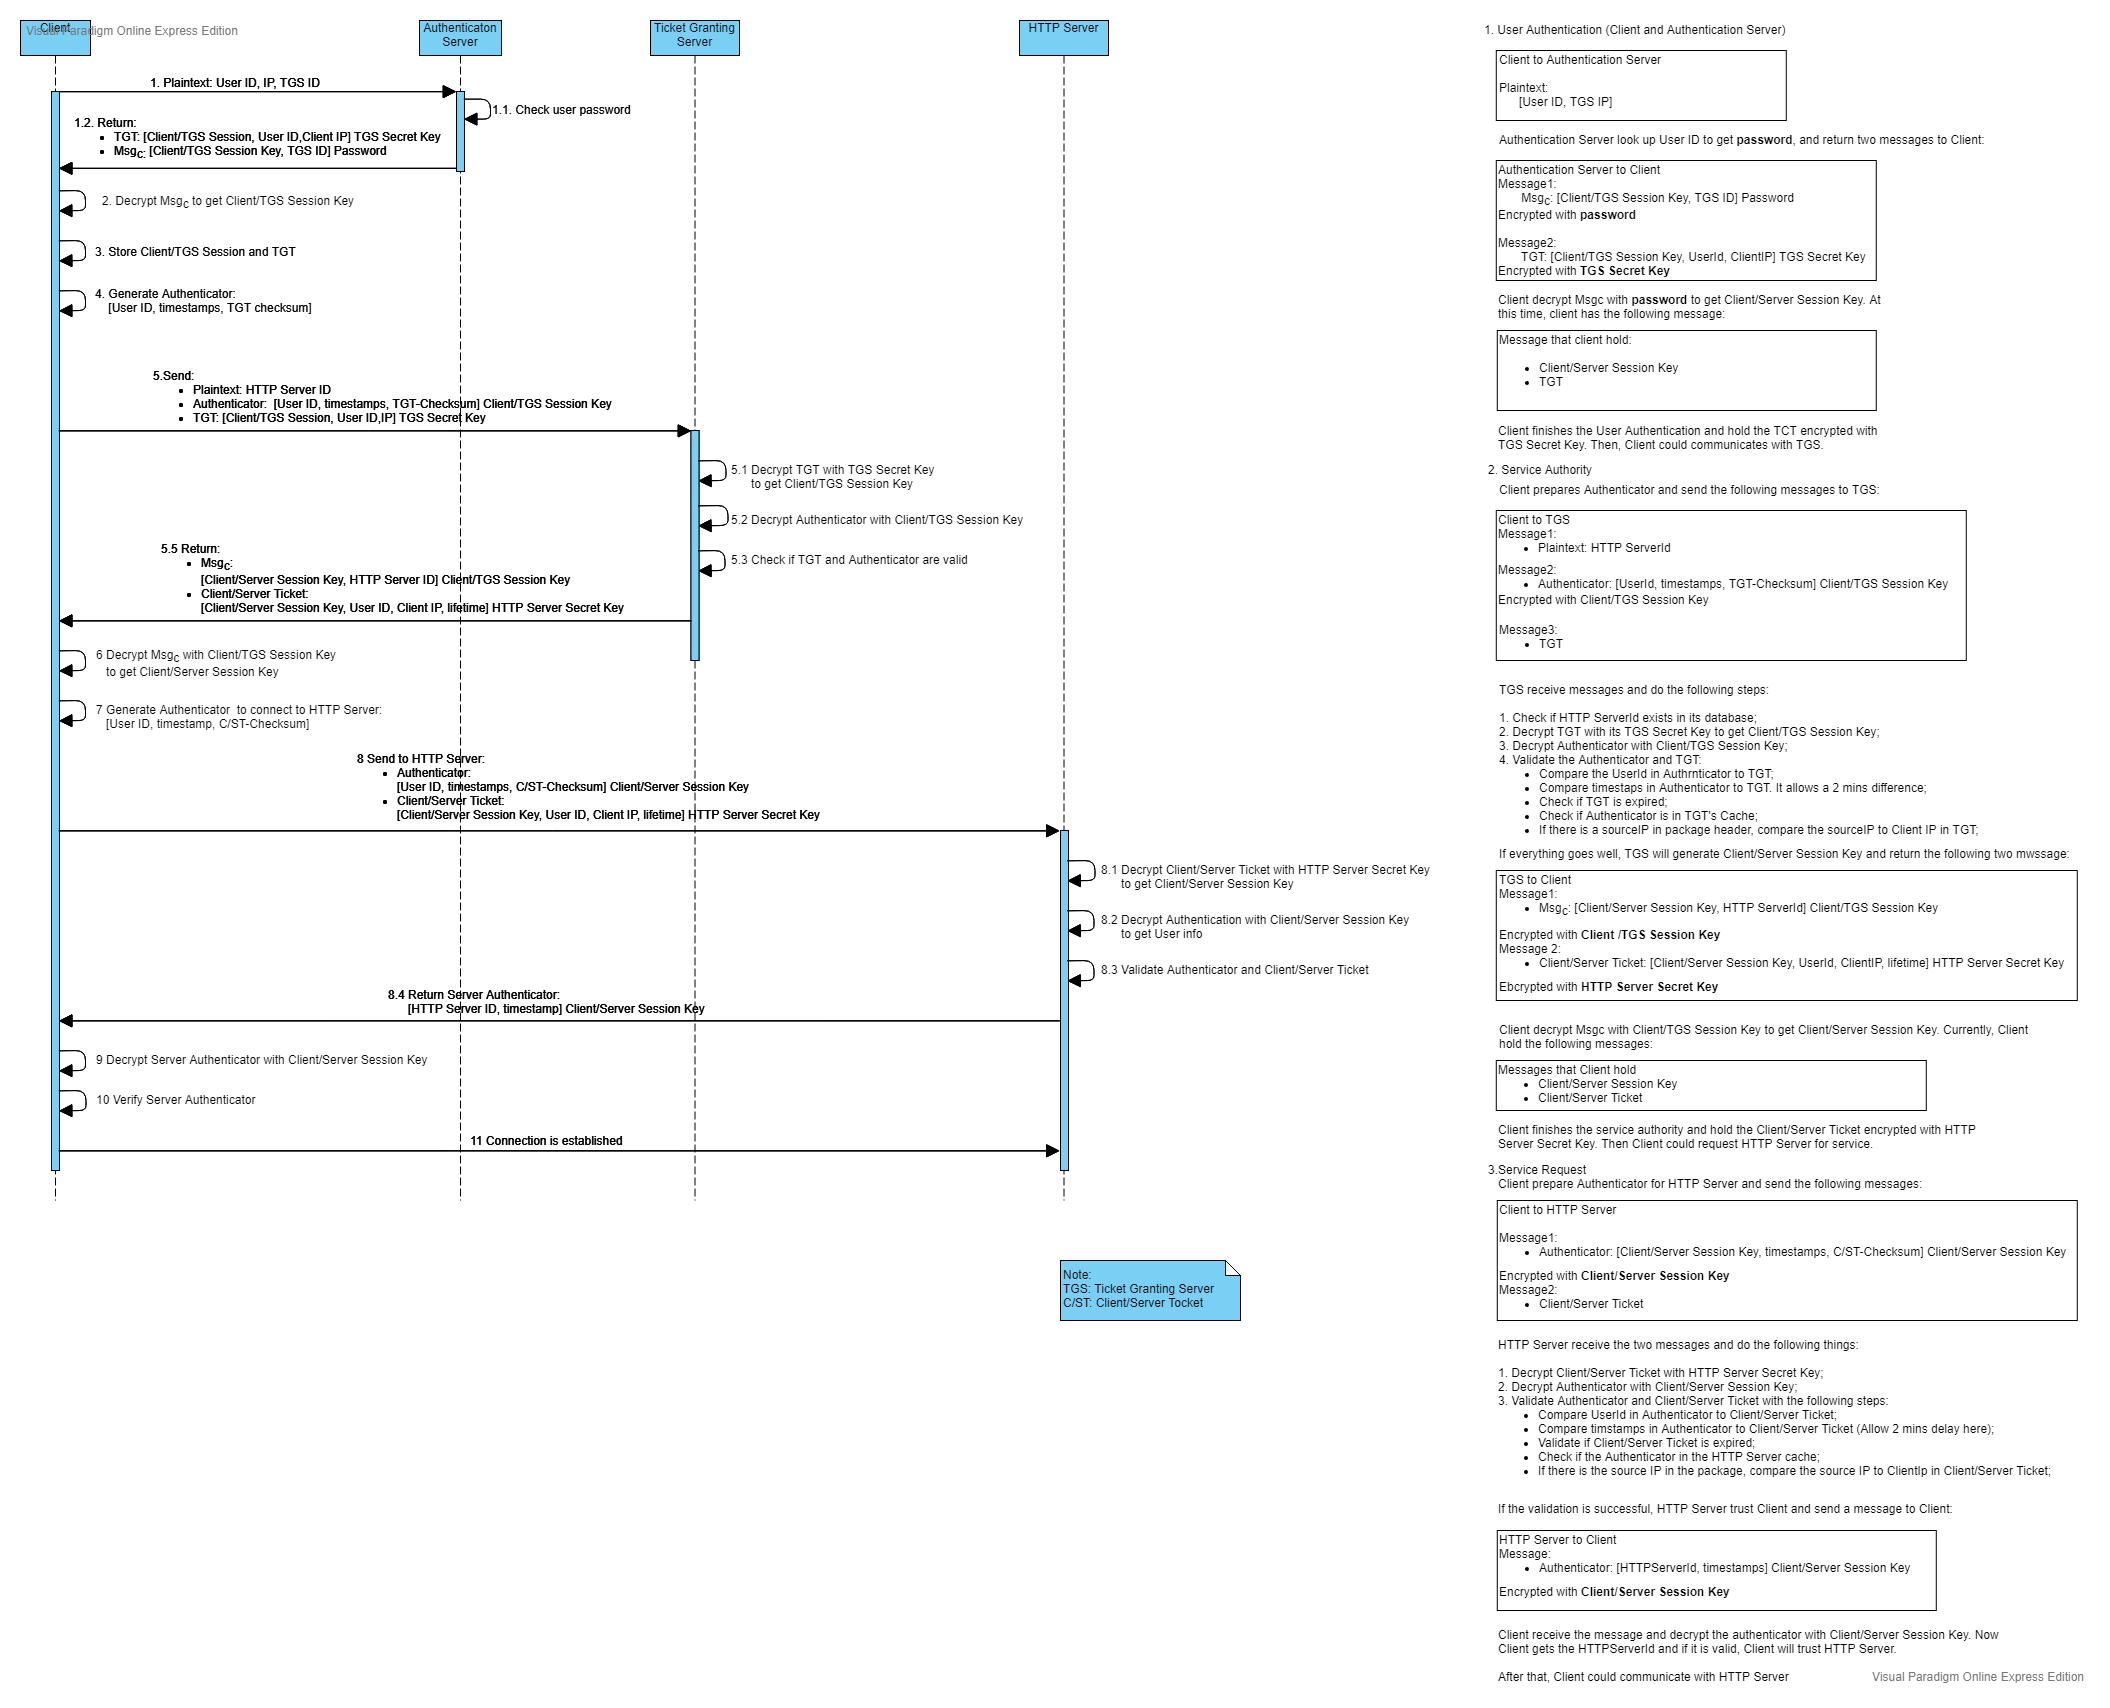 Client
Visual Paradigm Online Express Edition
Authenticaton
Server
Ticket Granting
Server
HTTP Server
1. Plaintext: User ID, IP, TGS ID
1.1. Check user password
1.2. Return:
• TGT: [Client/TGS Session, User ID,Client IP] TGS Secret Key
• Msgc: [Client/TGS Session Key, TGS ID] Password
2. Decrypt Msgc to get Client/TGS Session Key
3. Store Client/TGS Session and TGT
4. Generate Authenticator:
[User ID, timestamps, TGT checksum]
5.Send:
• Plaintext: HTTP Server ID
• Authenticator: [User ID, timestamps, TGT-Checksum] Client/TGS Session Key
• TGT: [Client/TGS Session, User ID,IP] TGS Secret Key
5.1 Decrypt TGT with TGS Secret Key
to get Client/TGS Session Key
5.2 Decrypt Authenticator with Client/TGS Session Key
5.3 Check if TGT and Authenticator are valid
5.5 Return:
• Msgc:
[Client/Server Session Key, HTTP Server ID] Client/TGS Session Key
• Client/Server Ticket:
[Client/Server Session Key, User ID, Client IP, lifetime] HTTP Server Secret Key
6 Decrypt Msgc with Client/TGS Session Key
to get Client/Server Session Key
7 Generate Authenticator to connect to HTTP Server:
[User ID, timestamp, C/ST-Checksum]
8 Send to HTTP Server:
• Authenticator:
[User ID, timestamps, C/ST-Checksum] Client/Server Session Key
• Client/Server Ticket:
[Client/Server Session Key, User ID, Client IP, lifetime] HTTP Server Secret Key
8.1 Decrypt Client/Server Ticket with HTTP Server Secret Key
to get Client/Server Session Key
8.2 Decrypt Authentication with Client/Server Session Key
to get User info
8.3 Validate Authenticator and Client/Server Ticket
8.4 Return Server Authenticator:
[HTTP Server ID, timestamp] Client/Server Session Key
9 Decrypt Server Authenticator with Client/Server Session Key
10 Verify Server Authenticator
11 Connection is established
Note:
TGS: Ticket Granting Server
C/ST: Client/Server Tocket
1. User Authentication (Client and Authentication Server)
Client to Authentication Server
Plaintext:
[User ID, TGS IP]
Authentication Server look up User ID to get password, and return two messages to Client:
Authentication Server to Client
Message1:
Msgc: [Client/TGS Session Key, TGS ID] Password
Encrypted with password
Message2:
TGT: [Client/TGS Session Key, UserId, ClientIP] TGS Secret Key
Encrypted with TGS Secret Key
Client decrypt Msgc with password to get Client/Server Session Key. At
this time, client has the following message:
Message that client hold:
• Client/Server Session Key
• TGT
Client finishes the User Authentication and hold the TCT encrypted with
TGS Secret Key. Then, Client could communicates with TGS.
2. Service Authority
Client prepares Authenticator and send the following messages to TGS:
Client to TGS
Message1:
• Plaintext: HTTP ServerId
Message2:
• Authenticator: [UserId, timestamps, TGT-Checksum] Client/TGS Session Key
Encrypted with Client/TGS Session Key
Message3:
• TGT
TGS receive messages and do the following steps:
1. Check if HTTP ServerId exists in its database;
2. Decrypt TGT with its TGS Secret Key to get Client/TGS Session Key;
3. Decrypt Authenticator with Client/TGS Session Key;
4. Validate the Authenticator and TGT:
• Compare the UserId in Authrnticator to TGT;
• Compare timestaps in Authenticator to TGT. It allows a 2 mins difference;
• Check if TGT is expired;
• Check if Authenticator is in TGT's Cache;
• If there is a sourceIP in package header, compare the sourceIP to Client IP in TGT;
If everything goes well, TGS will generate Client/Server Session Key and return the following two mwssage:
TGS to Client
Message1:
• Msgc: [Client/Server Session Key, HTTP ServerId] Client/TGS Session Key
Encrypted with Client /TGS Session Key
Message 2:
• Client/Server Ticket: [Client/Server Session Key, UserId, ClientIP, lifetime] HTTP Server Secret Key
Ebcrypted with HTTP Server Secret Key
Client decrypt Msgc with Client/TGS Session Key to get Client/Server Session Key. Currently, Client
hold the following messages:
Messages that Client hold
• Client/Server Session Key
• Client/Server Ticket
Client finishes the service authority and hold the Client/Server Ticket encrypted with HTTP
Server Secret Key. Then Client could request HTTP Server for service.
3.Service Request
Client prepare Authenticator for HTTP Server and send the following messages:
Client to HTTP Server
Message1:
• Authenticator: [Client/Server Session Key, timestamps, C/ST-Checksum] Client/Server Session Key
Encrypted with Client/Server Session Key
Message2:
• Client/Server Ticket
HTTP Server receive the two messages and do the following things:
1. Decrypt Client/Server Ticket with HTTP Server Secret Key;
2. Decrypt Authenticator with Client/Server Session Key;
3. Validate Authenticator and Client/Server Ticket with the following steps:
• Compare UserId in Authenticator to Client/Server Ticket;
• Compare timstamps in Authenticator to Client/Server Ticket (Allow 2 mins delay here);
• Validate if Client/Server Ticket is expired;
• Check if the Authenticator in the HTTP Server cache;
• If there is the source IP in the package, compare the source IP to ClientIp in Client/Server Ticket;
If the validation is successful, HTTP Server trust Client and send a message to Client:
HTTP Server to Client
Message:
• Authenticator: [HTTPServerId, timestamps] Client/Server Session Key
Encrypted with Client/Server Session Key
Client receive the message and decrypt the authenticator with Client/Server Session Key. Now
Client gets the HTTPServerId and if it is valid, Client will trust HTTP Server.
After that, Client could communicate with HTTP Server
Visual Paradigm Online Express Edition